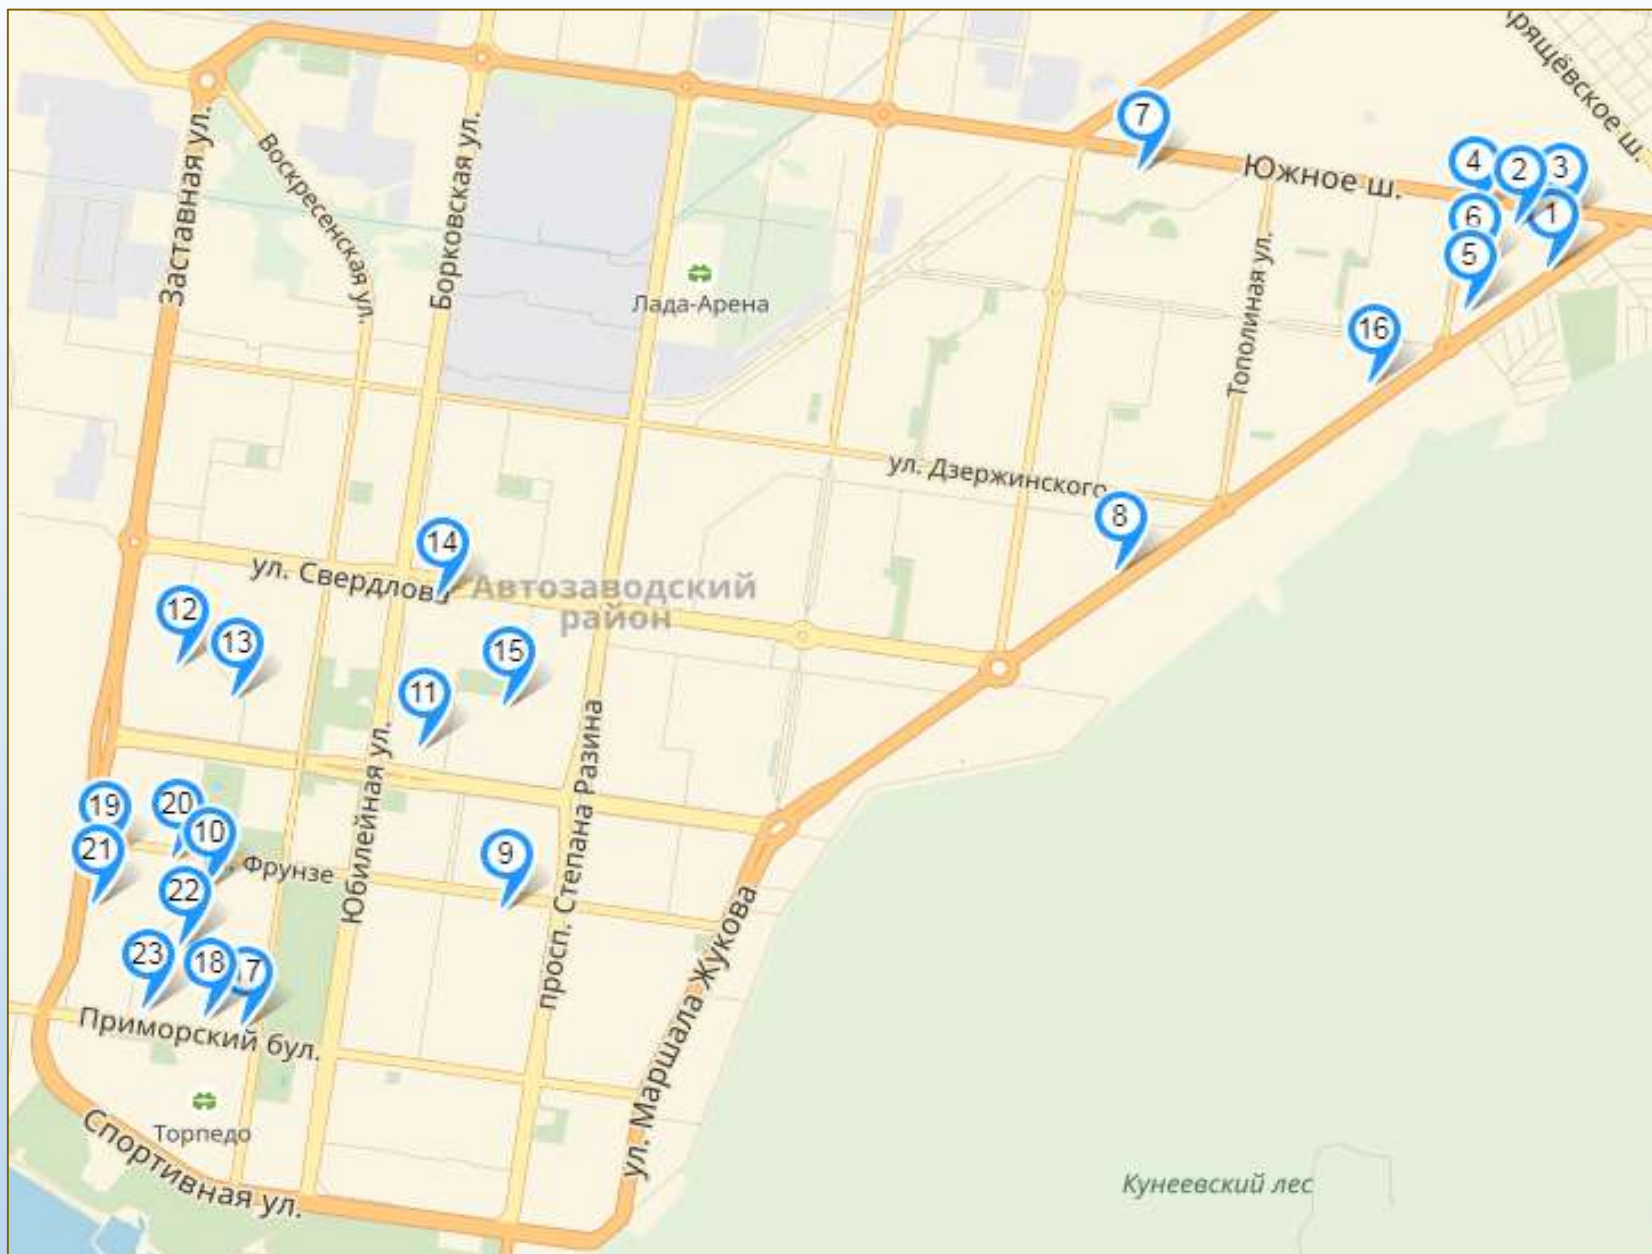 рящёвское ш.
7
Южное ш.
4
2
3
6
1
5
Заставная ул.
Воскресенская ул.
Борковская ул.
Лада-Арена
Тополиная ул.
16
ул. Дзержинского
8
14
ул. Свердлова
Автозаводский
район
12
13
15
11
19
20
10
21
Фрунзе
9
22
Юбилейная ул.
просп. Степана Разина
ул. Маршала Жукова
23
18
7
Приморский бул.
Торпедо
Спортивная ул.
Кунеевский лес